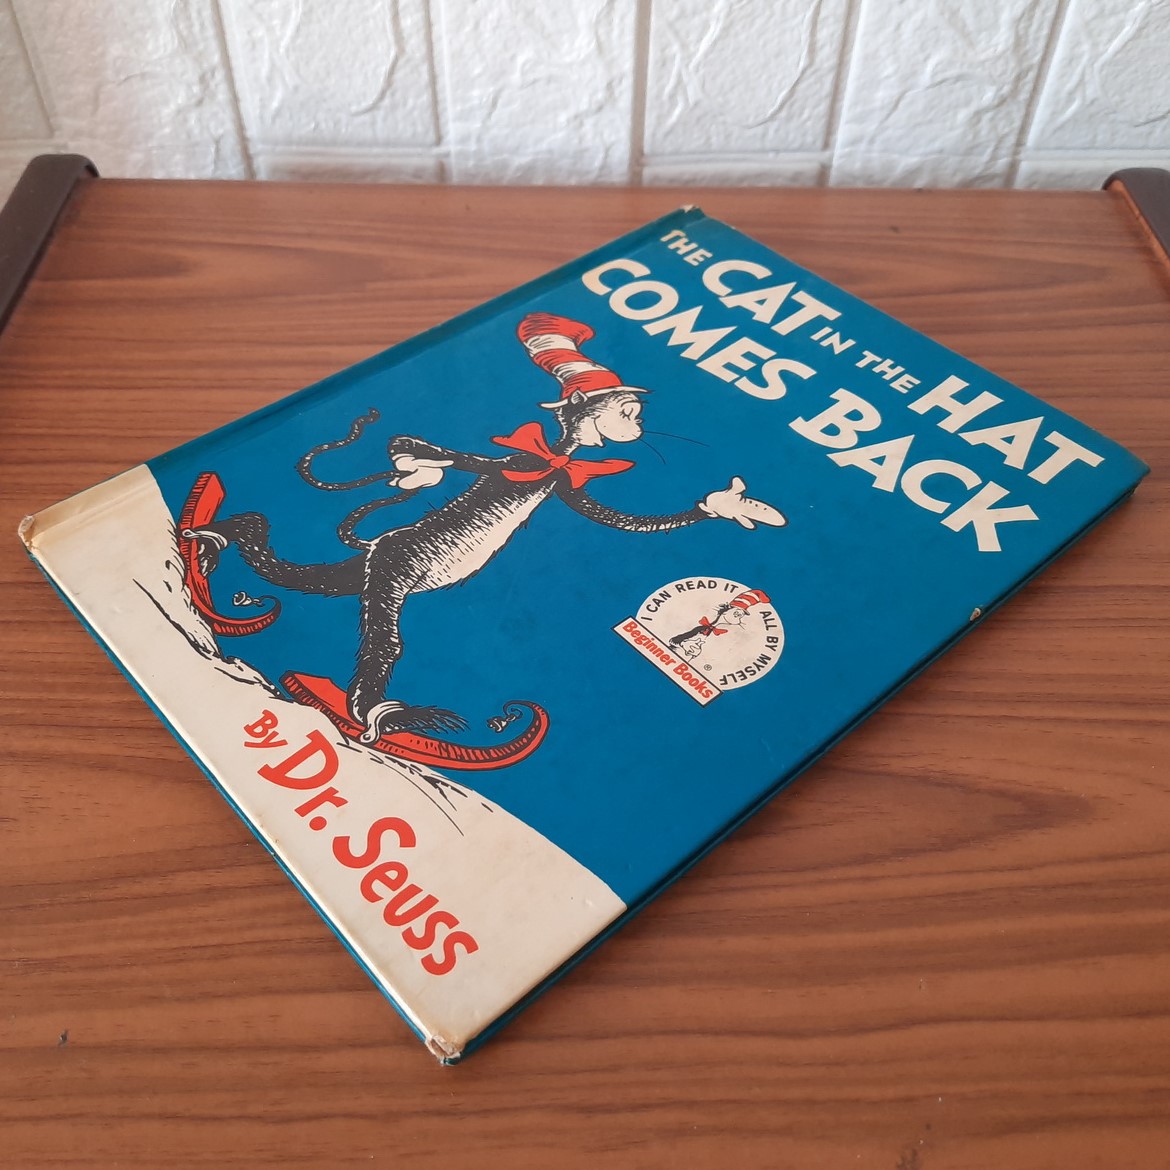 THE CAT IN THE HAT
COMES BACK
I CAN READ IT ALL BY MYSELF
Beginner Books
®
By Dr. Seuss